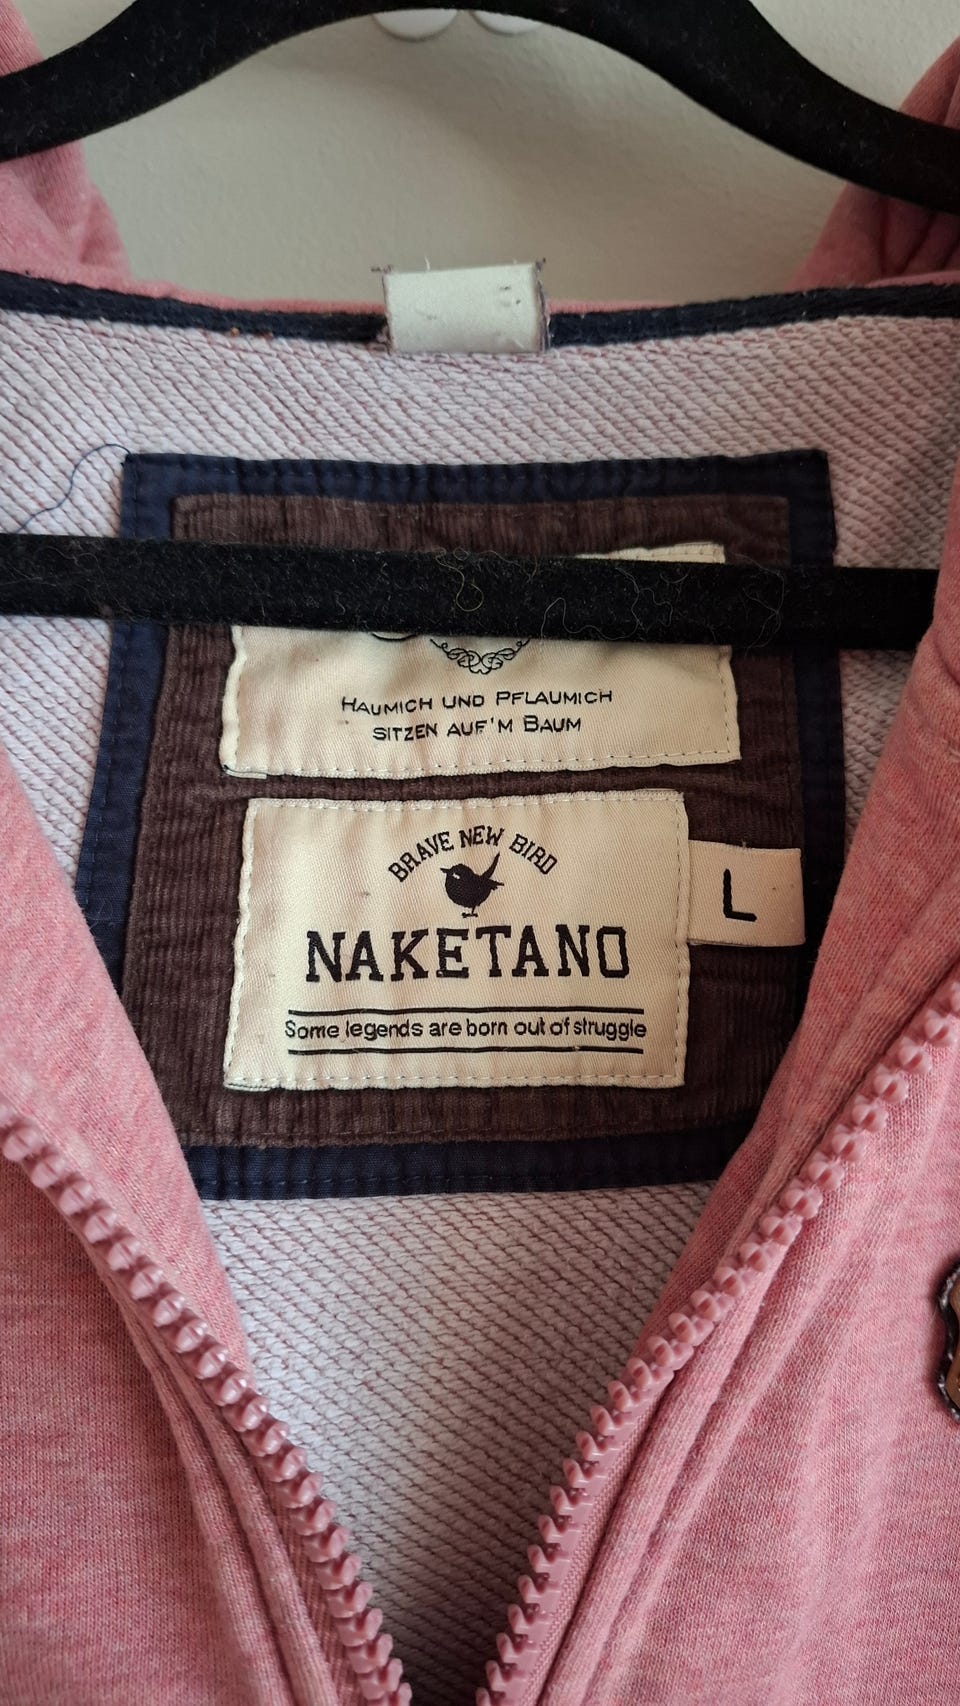 HAUMICH UND PFLAUMICH
SITZEN AUF'M BAUM
BRAVE NEW BIRD
NAKETANO
L
Some legends are born out of struggle